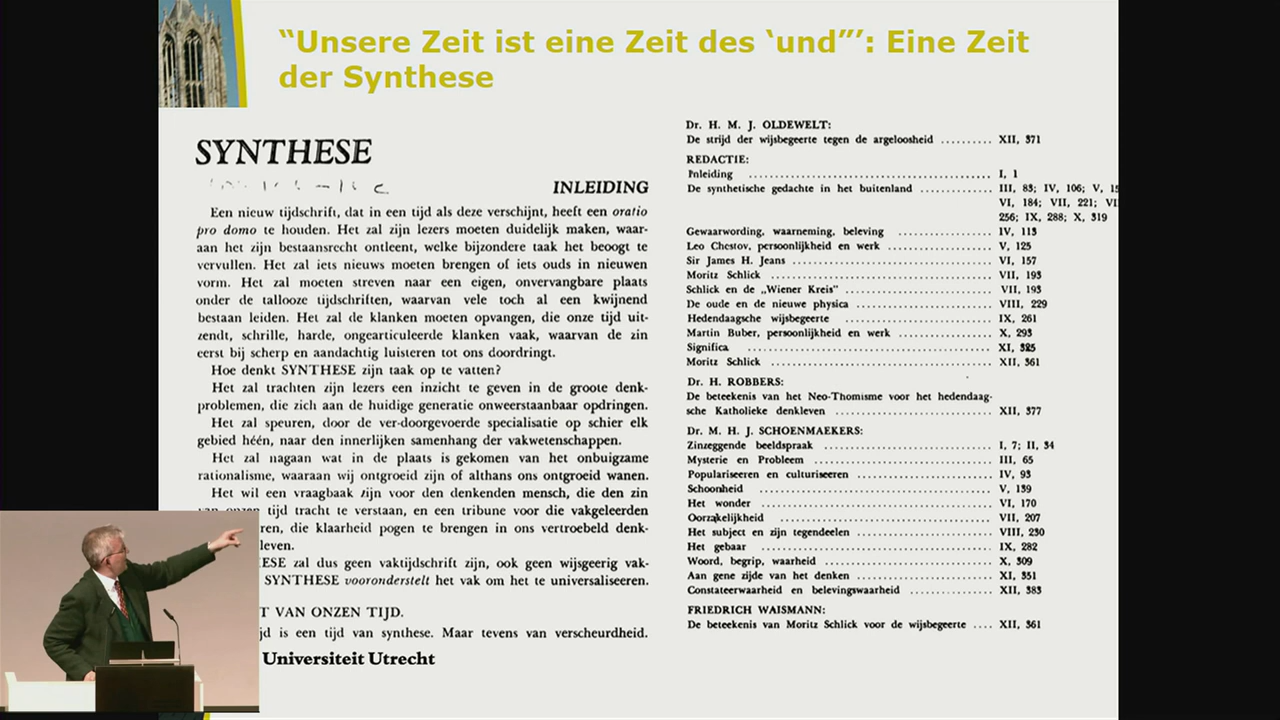 “Unsere Zeit ist eine Zeit des ‘und”’: Eine Zeit
der Synthese
SYNTHESE
INLEIDING
Een nieuw tijdschrift, dat in een tijd als deze verschijnt, heeft een oratio
pro domo te houden. Het zal zijn lezers moeten duidelijk maken, waar-
aan het zijn bestaansrecht ontleent, welke bijzondere taak het beoogt te
vervullen. Het zal iets nieuws moeten brengen of iets ouds in nieuwen
vorm. Het zal moeten streven naar een eigen, onvervangbare plaats
onder de tallooze tijdschriften, waarvan vele toch al een kwijnend
bestaan leiden. Het zal de klanken moeten opvangen, die onze tijd uit-
zendt, schrille, harde, ongearticuleerde klanken vaak, waarvan de zin
eerst bij scherp en aandachtig luisteren tot ons doordringt.
Hoe denkt SYNTHESE zijn taak op te vatten?
Het zal trachten zijn lezers een inzicht te geven in de groote denk-
problemen, die zich aan de huidige generatie onweerstaanbaar opdringen.
Het zal speuren, door de ver-doorgevoerde specialisatie op schier elk
gebied héén, naar den innerlijken samenhang der vakwetenschappen.
Het zal nagaan wat in de plaats is gekomen van het onbuigzame
rationalisme, waaraan wij ontgroeid zijn of althans ons ontgroeid wanen.
Het wil een vraagbaak zijn voor den denkenden mensch, die den zin
van onzen tijd tracht te verstaan, en een tribune voor die vakgeleerden
ren, die klaarheid pogen te brengen in ons vertroebeld denk-
leven.
ESE zal dus geen vaktijdschrift zijn, ook geen wijsgeerig vak-
SYNTHESE vooronderstelt het vak om het te universaliseeren.
T VAN ONZEN TIJD.
jd is een tijd van synthese. Maar tevens van verscheurdheid.
Universiteit Utrecht
Dr. H. M. J. OLDEWELT:
De strijd der wijsbegeerte tegen de argeloosheid .......... XII, 371
REDACTIE:
Inleiding .......... I, 1
De synthetische gedachte in het buitenland .......... III, 83; IV, 106; V, 15
VI, 184; VII, 221; VI
256; IX, 288; X, 319
Gewaarwording, waarneming, beleving .......... IV, 113
Leo Chestov, persoonlijkheid en werk .......... V, 125
Sir James H. Jeans .......... VI, 157
Moritz Schlick .......... VII, 193
Schlick en de „Wiener Kreis” .......... VII, 193
De oude en de nieuwe physica .......... VIII, 229
Hedendaagsche wijsbegeerte .......... IX, 261
Martin Buber, persoonlijkheid en werk .......... X, 293
Significa .......... XI, 325
Moritz Schlick .......... XII, 361
Dr. H. ROBBERS:
De beteekenis van het Neo-Thomisme voor het hedendaag-
sche Katholieke denkleven .......... XII, 377
Dr. M. H. J. SCHOENMAEKERS:
Zinzeggende beeldspraak .......... I, 7; II, 34
Mysterie en Probleem .......... III, 65
Populariseeren en culturiseeren .......... IV, 93
Schoonheid .......... V, 139
Het wonder .......... VI, 170
Oorzakelijkheid .......... VII, 207
Het subject en zijn tegendeelen .......... VIII, 230
Het gebaar .......... IX, 282
Woord, begrip, waarheid .......... X, 309
Aan gene zijde van het denken .......... XI, 351
Constateerwaarheid en belevingswaarheid .......... XII, 383
FRIEDRICH WAISMANN:
De beteekenis van Moritz Schlick voor de wijsbegeerte .... XII, 361